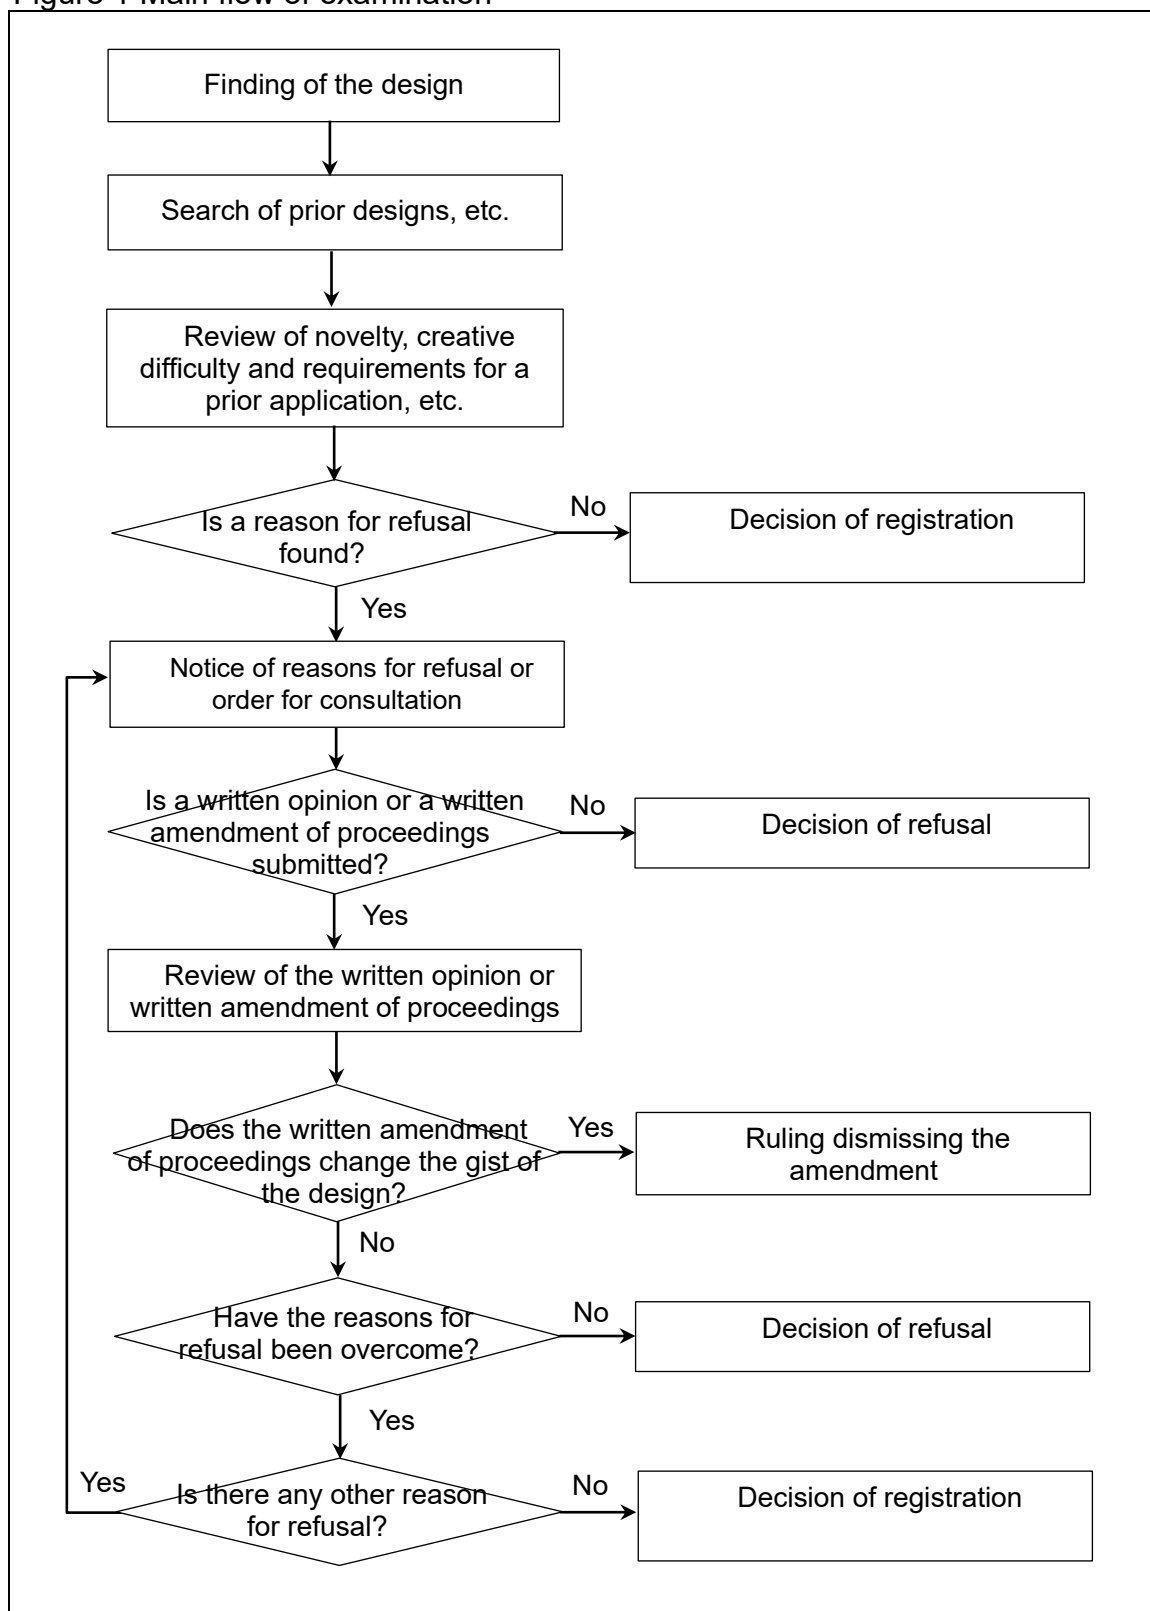 Figure 1 Main flow of examination
Finding of the design
Search of prior designs, etc.
Review of novelty, creative
difficulty and requirements for a
prior application, etc.
Is a reason for refusal
found?
No
Decision of registration
Yes
Notice of reasons for refusal or
order for consultation
Is a written opinion or a written
amendment of proceedings
submitted?
No
Decision of refusal
Yes
Review of the written opinion or
written amendment of proceedings
Does the written amendment
of proceedings change the gist of
the design?
Yes
Ruling dismissing the
amendment
No
Have the reasons for
refusal been overcome?
No
Decision of refusal
Yes
Yes
Is there any other reason
for refusal?
No
Decision of registration